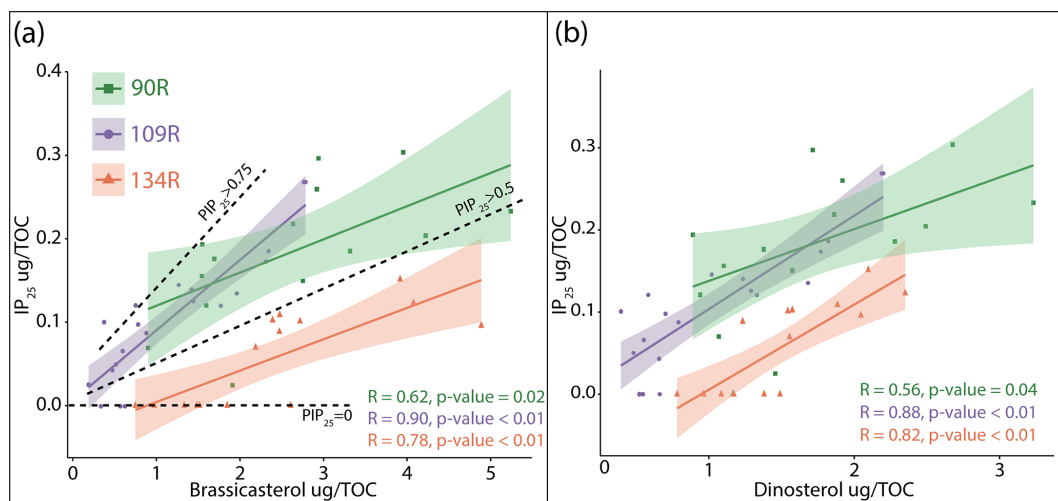 (a)
0.4
90R
109R
134R
0.3
0.2
0.1
0.0
IP25 ug/TOC
PIP25>0.75
PIP25>0.5
PIP25=0
R = 0.62, p-value = 0.02
R = 0.90, p-value < 0.01
R = 0.78, p-value < 0.01
0 1 2 3 4 5
Brassicasterol ug/TOC
(b)
0.3
0.2
0.1
0.0
IP25 ug/TOC
R = 0.56, p-value = 0.04
R = 0.88, p-value < 0.01
R = 0.82, p-value < 0.01
0 1 2 3
Dinosterol ug/TOC